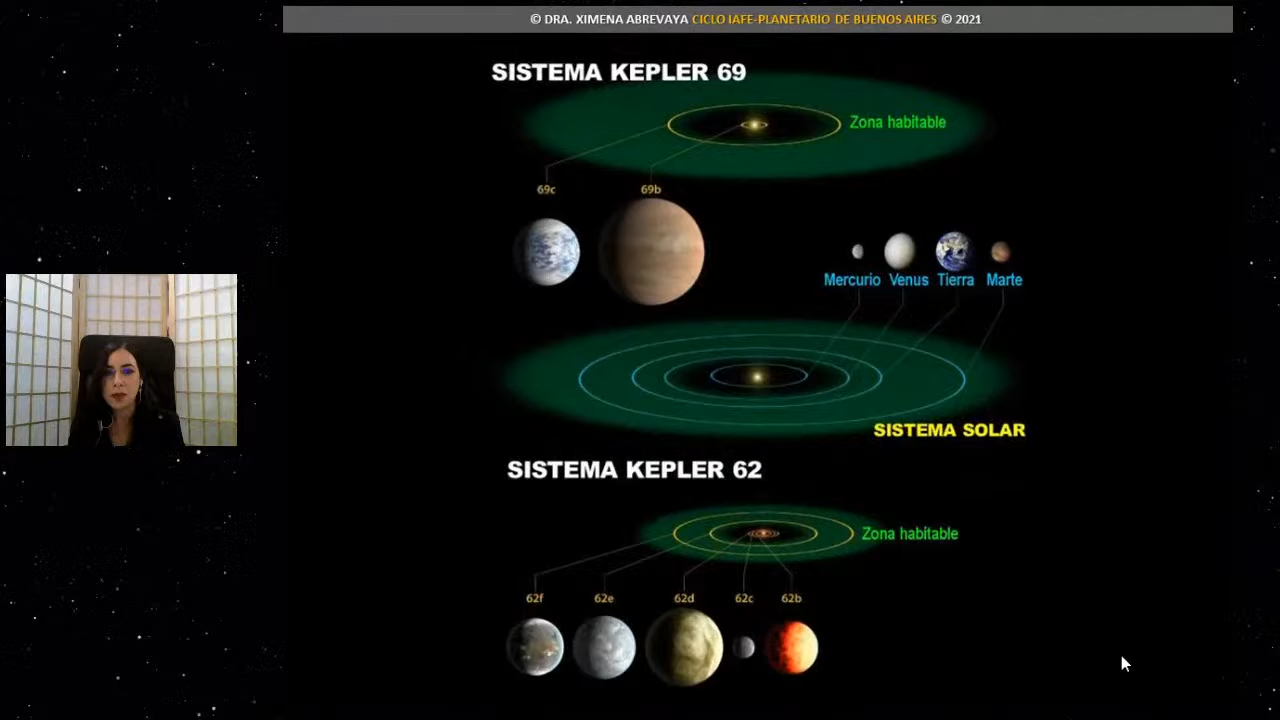 © DRA. XIMENA ABREVAYA CICLO IAFE-PLANETARIO DE BUENOS AIRES © 2021
SISTEMA KEPLER 69
Zona habitable
69c 69b
Mercurio Venus Tierra Marte
SISTEMA SOLAR
SISTEMA KEPLER 62
Zona habitable
62f 62e 62d 62c 62b